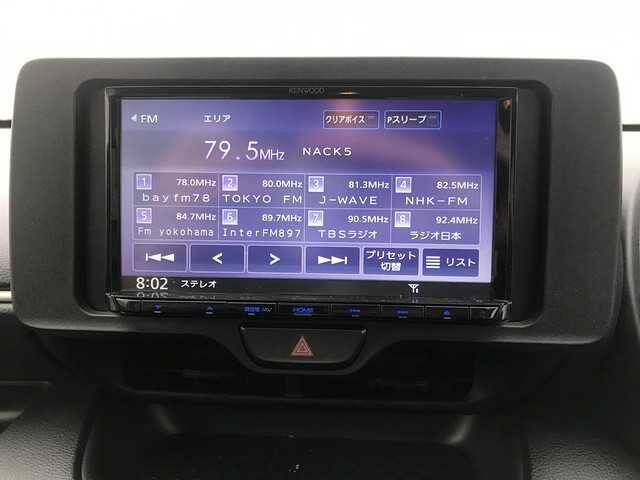 KENWOOD
FM エリア クリアボイス Pスリープ
79.5MHz NACK5
1 78.0MHz 2 80.0MHz 3 81.3MHz 4 82.5MHz
bayfm78 TOKYO FM J-WAVE NHK-FM
5 84.7MHz 6 89.7MHz 7 90.5MHz 8 92.4MHz
Fm yokohama InterFM897 TBSラジオ ラジオ日本
プリセット
切替 リスト
8:02 ステレオ
HOME